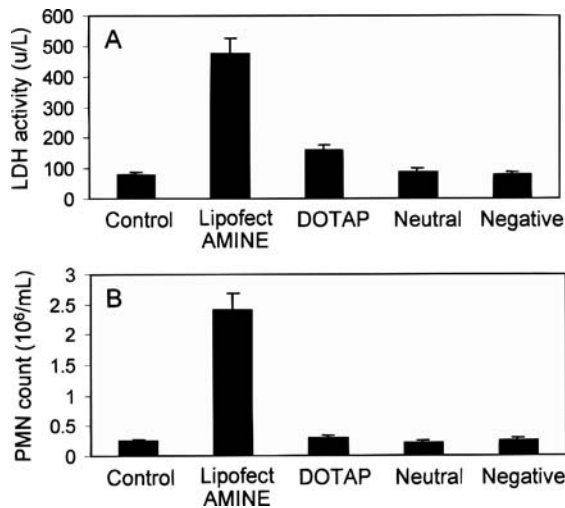 A
LDH activity (u/L)
600
500
400
300
200
100
0
Control
Lipofect
AMINE
DOTAP
Neutral
Negative
B
PMN count (10⁶/mL)
3
2.5
2
1.5
1
0.5
0
Control
Lipofect
AMINE
DOTAP
Neutral
Negative